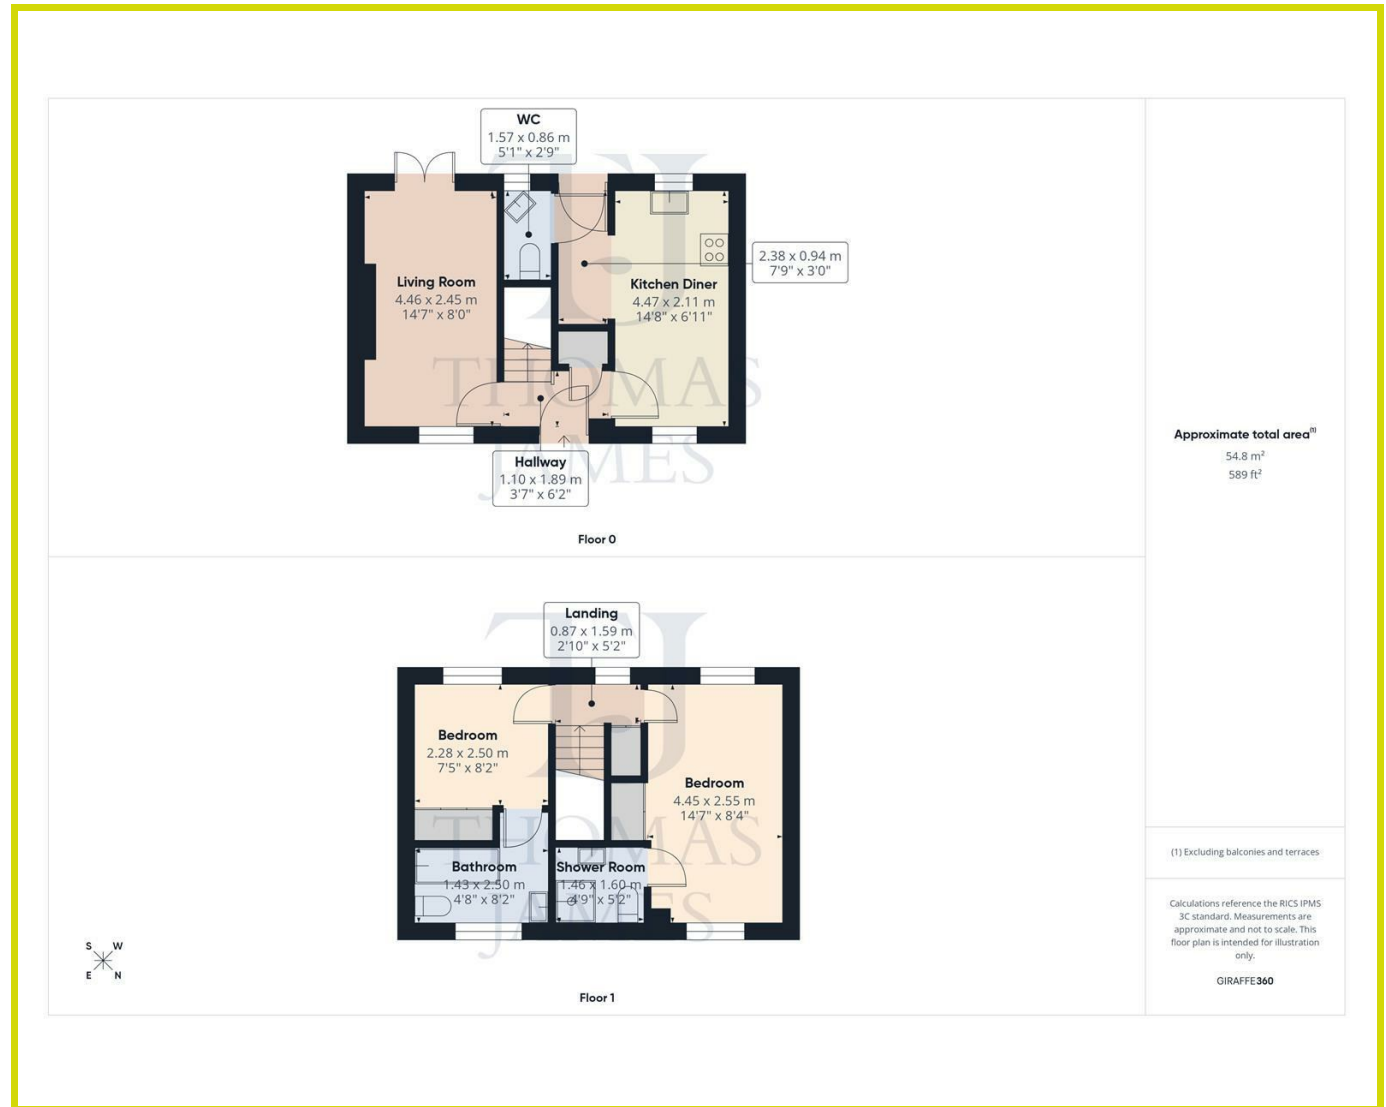 WC
1.57 x 0.86 m
5'1" x 2'9"
2.38 x 0.94 m
7'9" x 3'0"
Living Room
4.46 x 2.45 m
14'7" x 8'0"
Kitchen Diner
4.47 x 2.11 m
14'8" x 6'11"
Hallway
1.10 x 1.89 m
3'7" x 6'2"
TJ
THOMAS
JAMES
Floor 0
Landing
0.87 x 1.59 m
2'10" x 5'2"
Bedroom
2.28 x 2.50 m
7'5" x 8'2"
Bedroom
4.45 x 2.55 m
14'7" x 8'4"
Bathroom
1.43 x 2.50 m
4'8" x 8'2"
Shower Room
1.46 x 1.60 m
4'9" x 5'2"
TJ
THOMAS
JAMES
S W
E N
Floor 1
Approximate total area(1)
54.8 m²
589 ft²
(1) Excluding balconies and terraces
Calculations reference the RICS IPMS
3C standard. Measurements are
approximate and not to scale. This
floor plan is intended for illustration
only.
GIRAFFE360